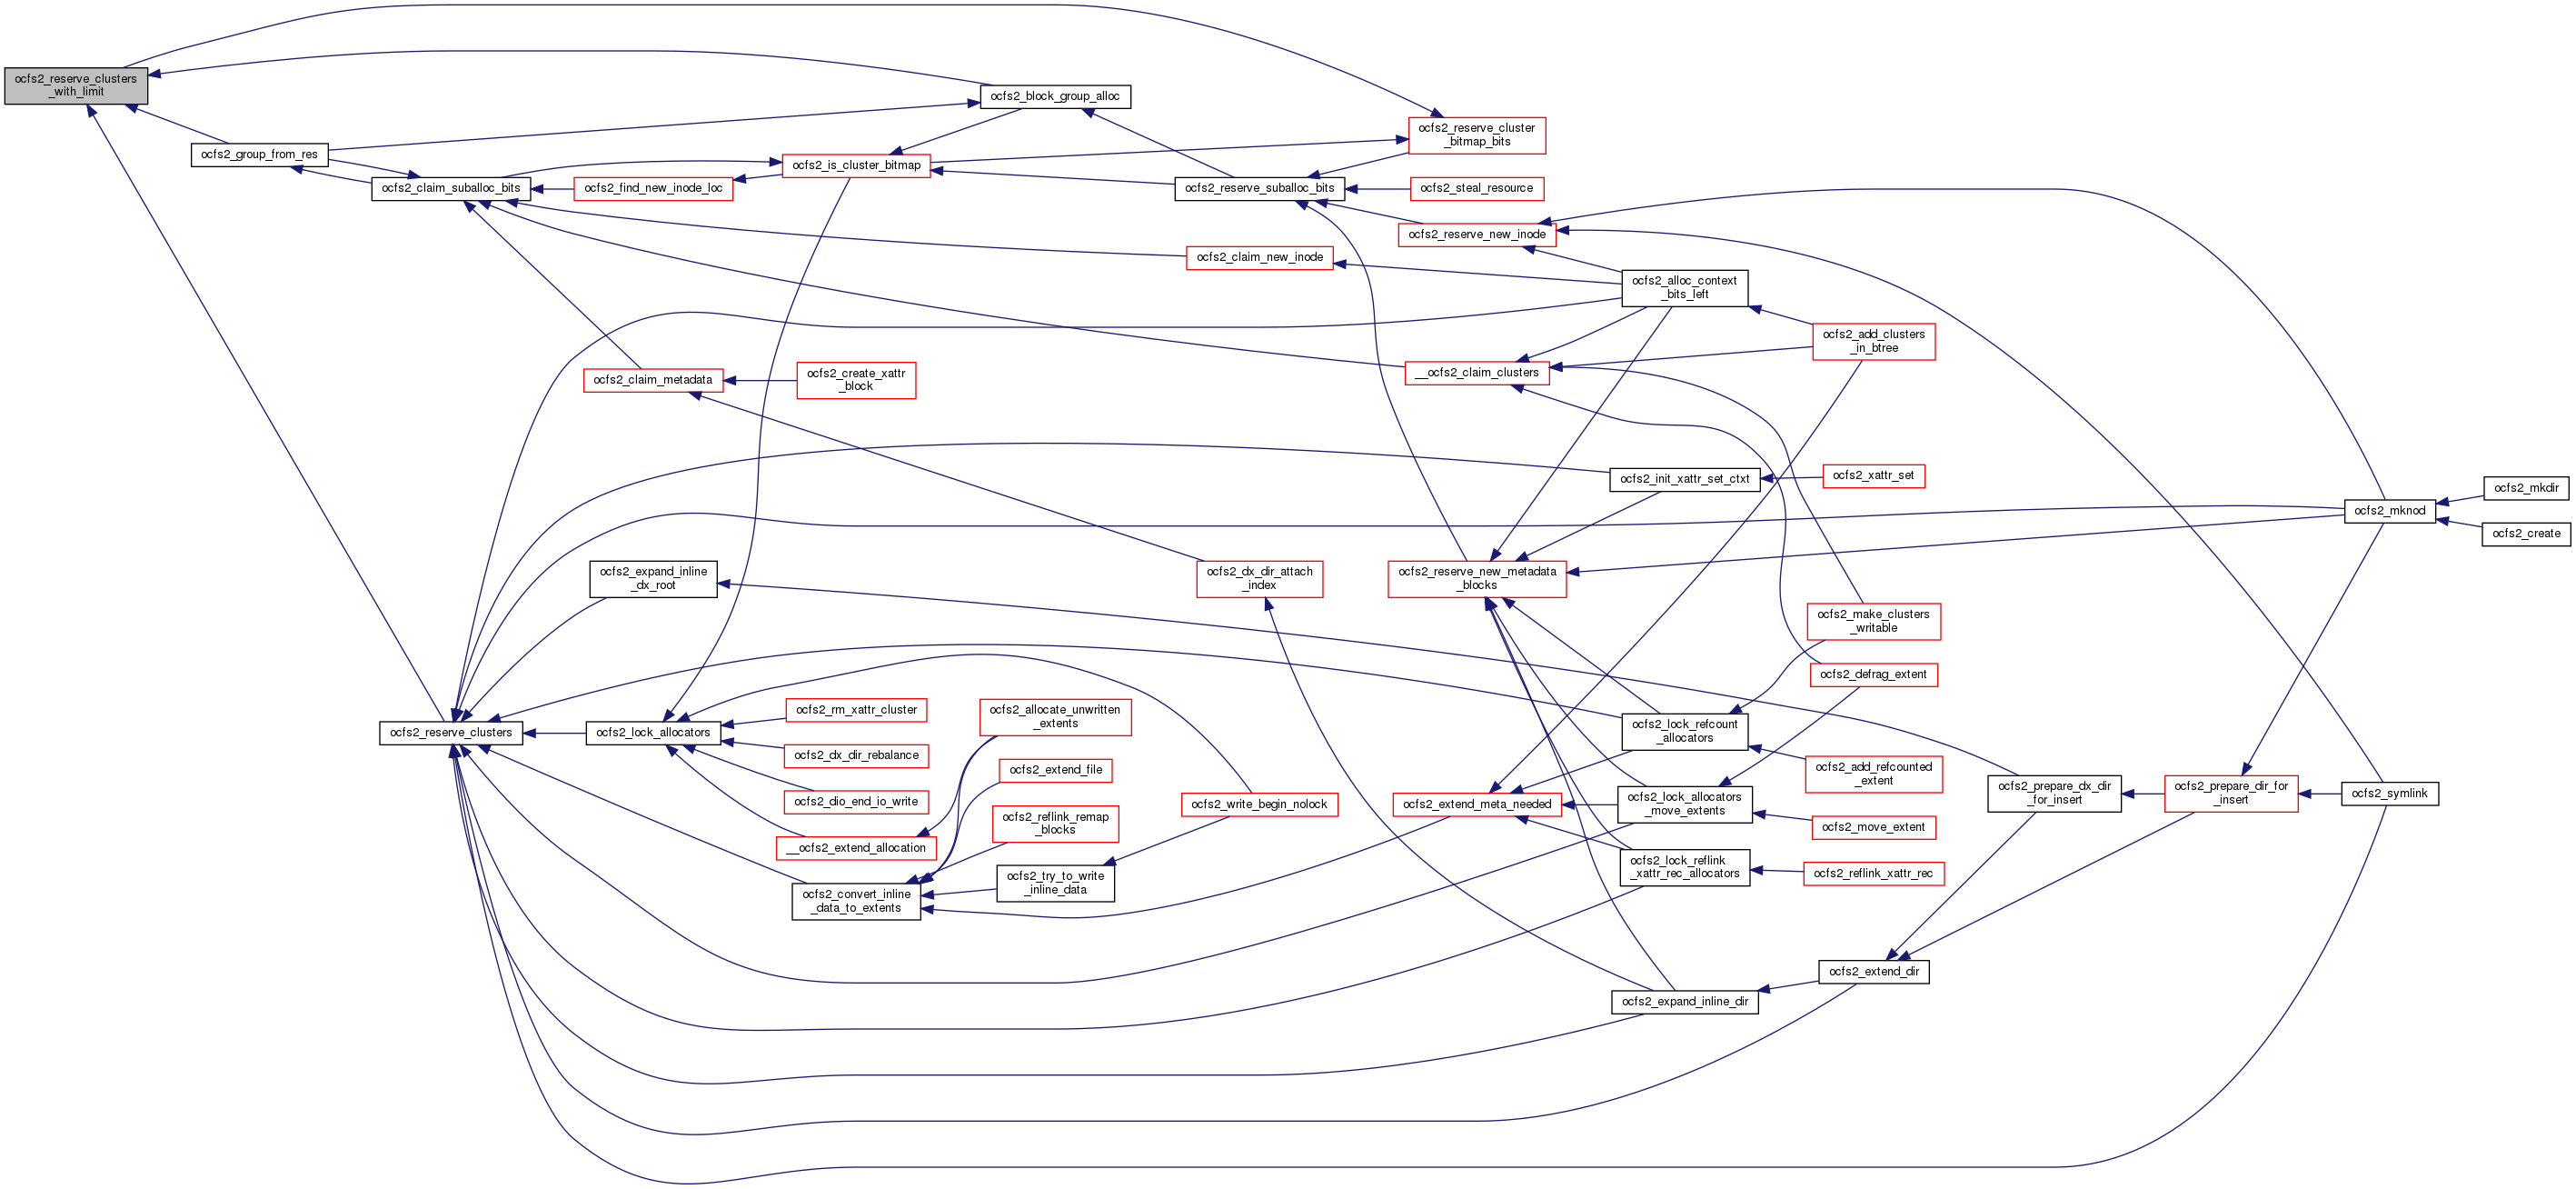 ocfs2_reserve_clusters
_with_limit
ocfs2_group_from_res
ocfs2_block_group_alloc
ocfs2_claim_suballoc_bits
ocfs2_find_new_inode_loc
ocfs2_is_cluster_bitmap
ocfs2_reserve_suballoc_bits
ocfs2_reserve_cluster
_bitmap_bits
ocfs2_steal_resource
ocfs2_reserve_new_inode
ocfs2_claim_new_inode
ocfs2_alloc_context
_bits_left
ocfs2_add_clusters
_in_btree
ocfs2_claim_metadata
ocfs2_create_xattr
_block
__ocfs2_claim_clusters
ocfs2_init_xattr_set_ctxt
ocfs2_xattr_set
ocfs2_mknod
ocfs2_mkdir
ocfs2_create
ocfs2_expand_inline
_dx_root
ocfs2_dx_dir_attach
_index
ocfs2_reserve_new_metadata
_blocks
ocfs2_make_clusters
_writable
ocfs2_defrag_extent
ocfs2_reserve_clusters
ocfs2_lock_allocators
ocfs2_rm_xattr_cluster
ocfs2_dx_dir_rebalance
ocfs2_dio_end_io_write
__ocfs2_extend_allocation
ocfs2_allocate_unwritten
_extents
ocfs2_extend_file
ocfs2_reflink_remap
_blocks
ocfs2_convert_inline
_data_to_extents
ocfs2_try_to_write
_inline_data
ocfs2_write_begin_nolock
ocfs2_extend_meta_needed
ocfs2_lock_refcount
_allocators
ocfs2_add_refcounted
_extent
ocfs2_lock_allocators
_move_extents
ocfs2_move_extent
ocfs2_lock_reflink
_xattr_rec_allocators
ocfs2_reflink_xattr_rec
ocfs2_prepare_dx_dir
_for_insert
ocfs2_prepare_dir_for
_insert
ocfs2_symlink
ocfs2_extend_dir
ocfs2_expand_inline_dir